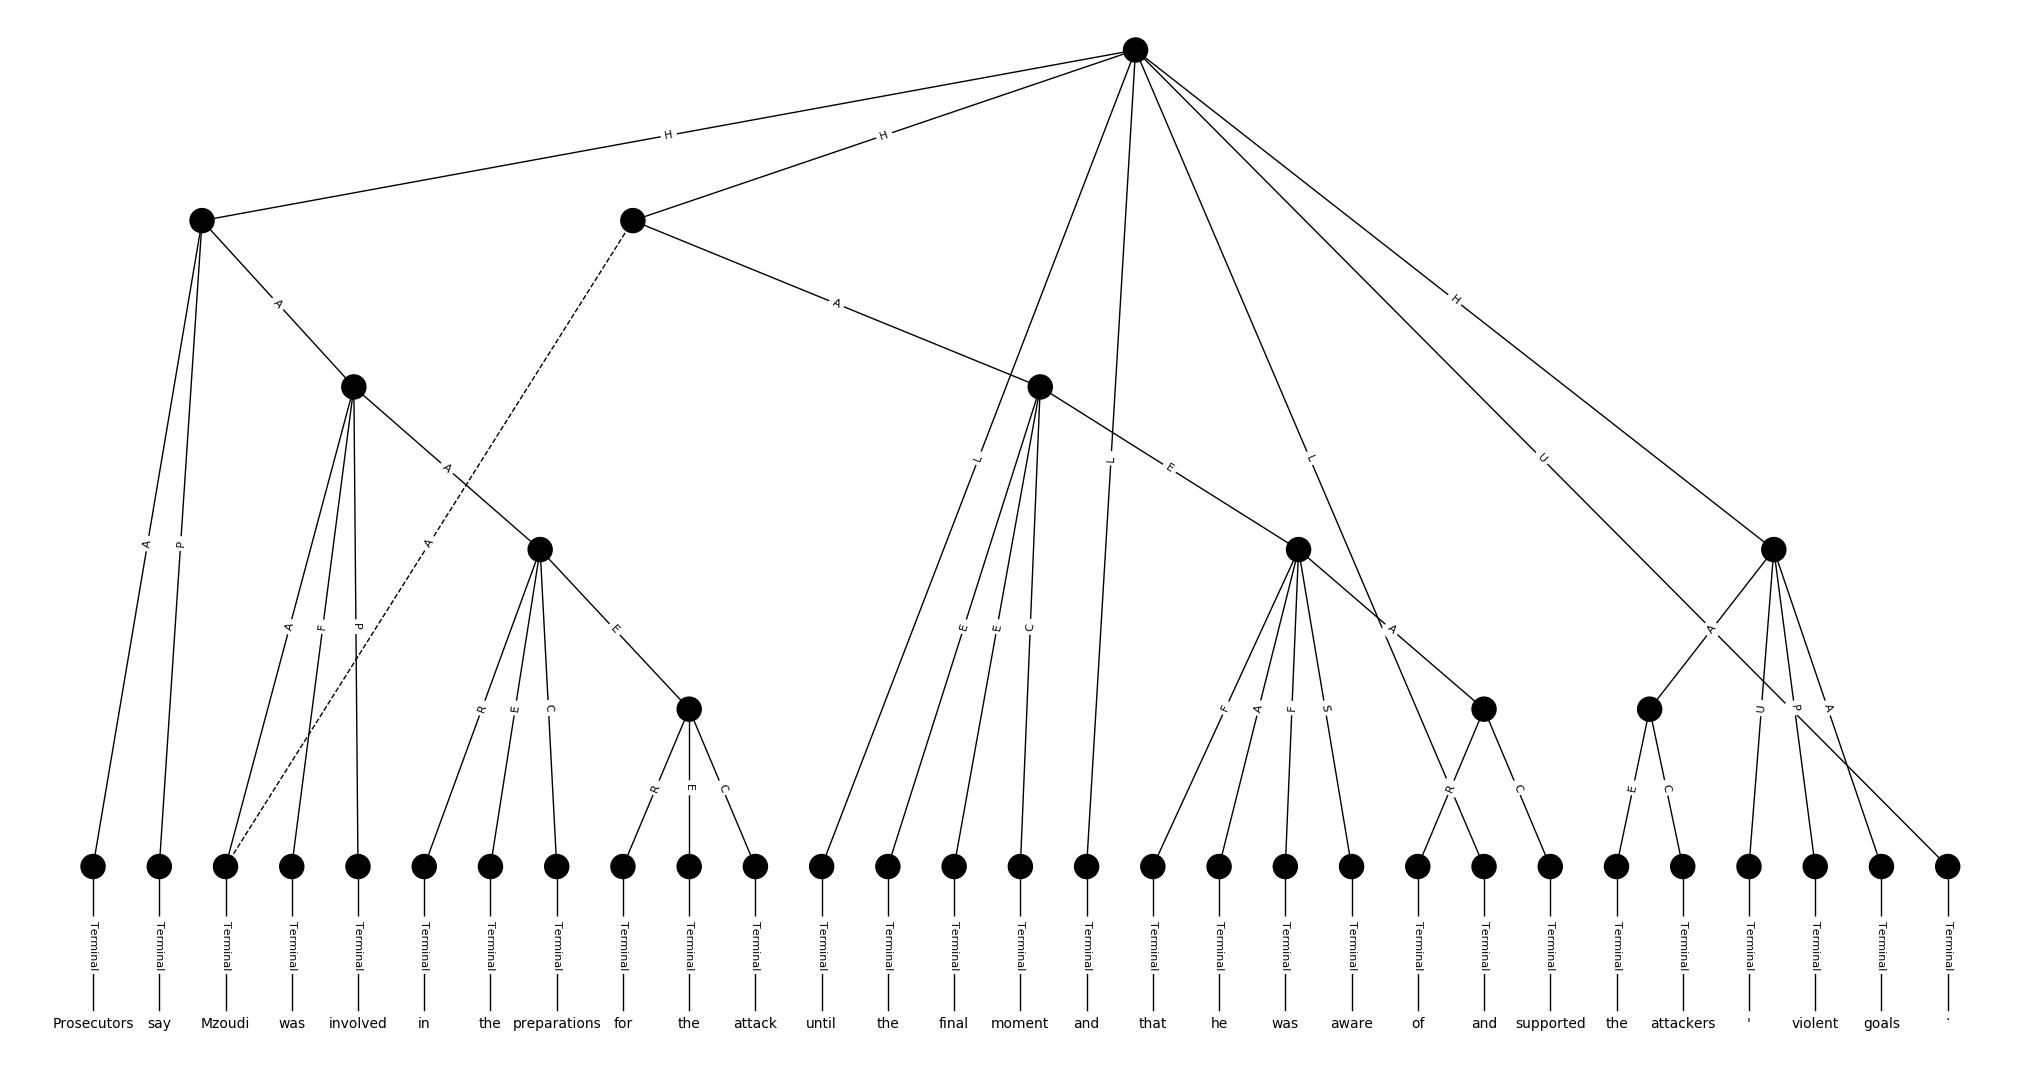 H H
A A H
L L L U
A E
A P A
A F P E E C A
R E C E F A F S A U P A
R E C R C E C
Terminal Terminal Terminal Terminal Terminal Terminal Terminal Terminal Terminal Terminal Terminal Terminal Terminal Terminal Terminal Terminal Terminal Terminal Terminal Terminal Terminal Terminal Terminal Terminal Terminal Terminal Terminal Terminal Terminal
Prosecutors say Mzoudi was involved in the preparations for the attack until the final moment and that he was aware of and supported the attackers ' violent goals .